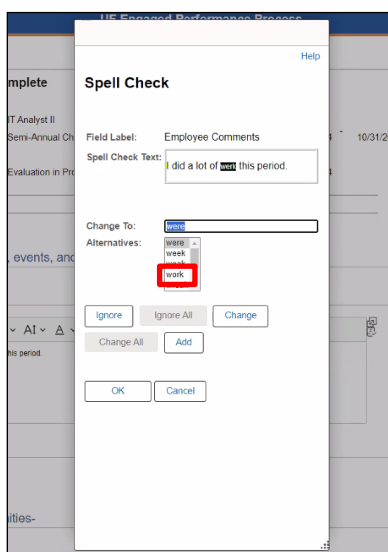 UF Engaged Performance Process
Help
Spell Check
mplete
IT Analyst II
Semi-Annual Ch
10/31/20
Evaluation in Pro
Field Label: Employee Comments
Spell Check Text: I did a lot of werk this period.
Change To: were
Alternatives: were
week
work
, events, and
Ignore Ignore All Change
Change All Add
AI A
his period.
OK Cancel
ities-